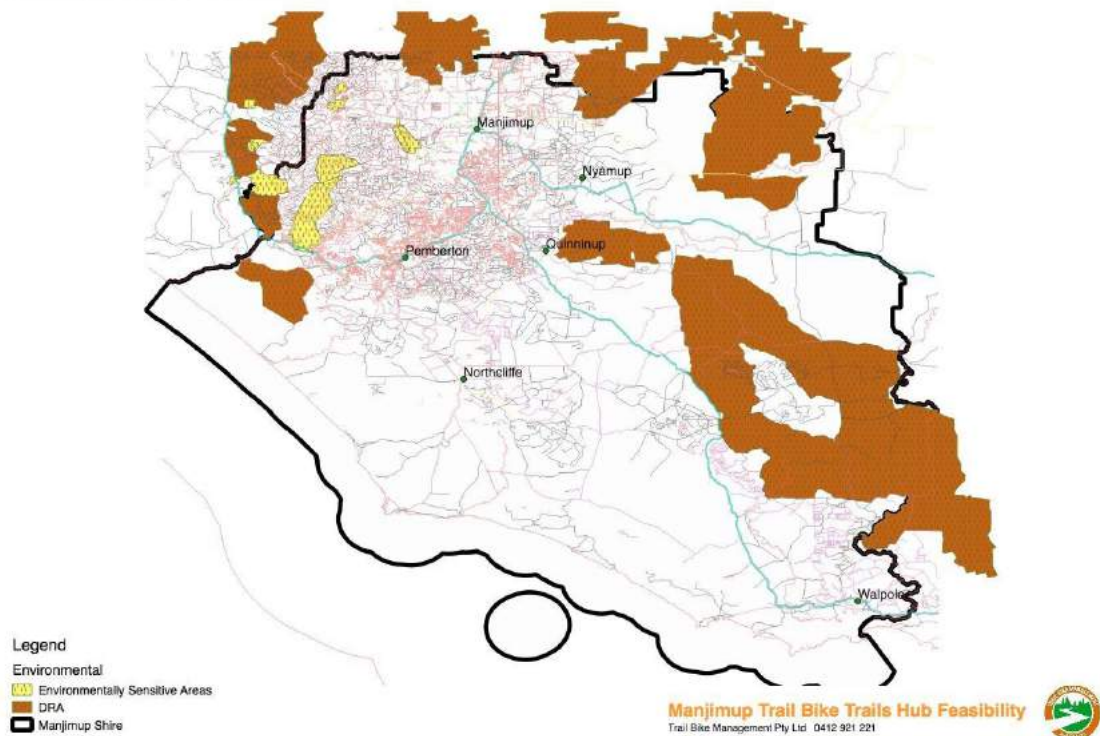 Manjimup
Nyamup
Quinninup
Pemberton
Northcliffe
Walpole
Legend
Environmental
Environmentally Sensitive Areas
DRA
Manjimup Shire
Manjimup Trail Bike Trails Hub Feasibility
Trail Bike Management Pty Ltd 0412 921 221